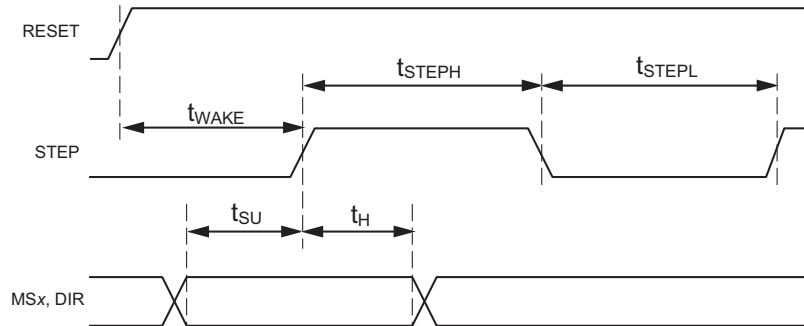 RESET
tSTEPH
tSTEPL
tWAKE
STEP
tSU
tH
MSx, DIR